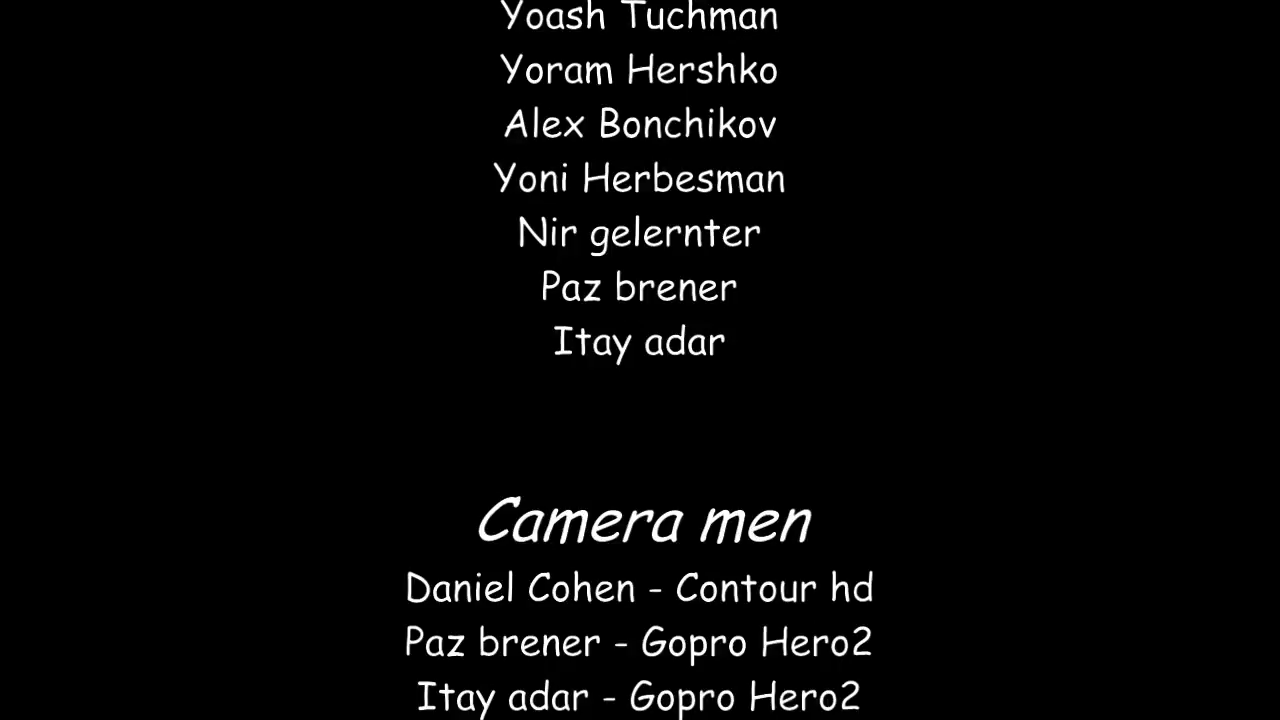 Yoash Tuchman
Yoram Hershko
Alex Bonchikov
Yoni Herbesman
Nir gelernter
Paz brener
Itay adar
Camera men
Daniel Cohen - Contour hd
Paz brener - Gopro Hero2
Itay adar - Gopro Hero2